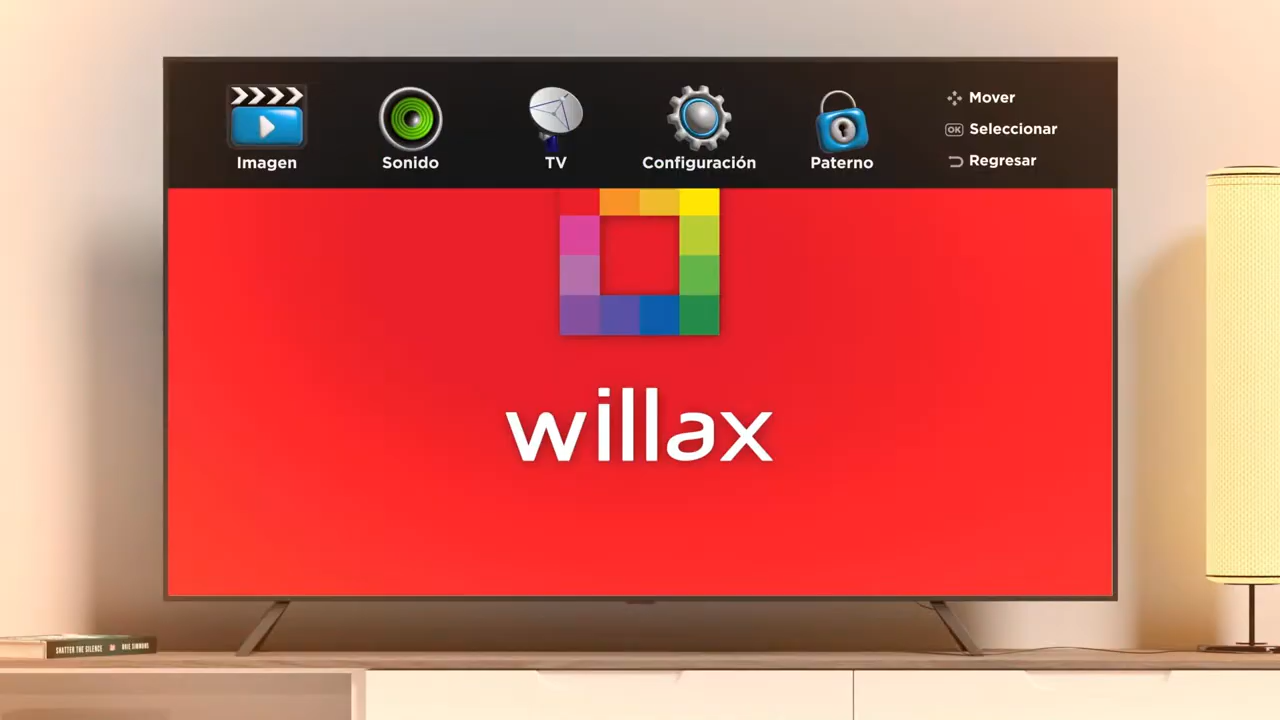 Imagen
Sonido
TV
Configuración
Paterno
Mover
OK Seleccionar
Regresar
willax
SHATTER THE SILENCE